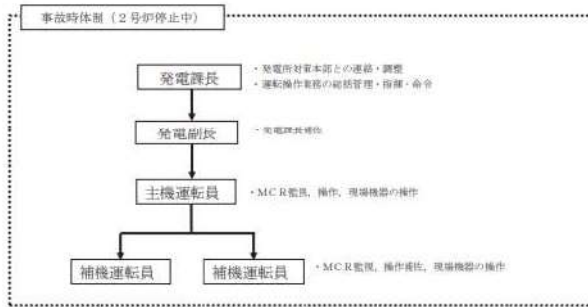 事故時体制（２号炉停止中）
発電課長
・発電所対策本部との連絡・調整
・運転操作業務の総括管理・指揮・命令
発電副長
・発電課長補佐
主機運転員
・ＭＣＲ監視，操作，現場機器の操作
補機運転員
補機運転員
・ＭＣＲ監視，操作補佐，現場機器の操作